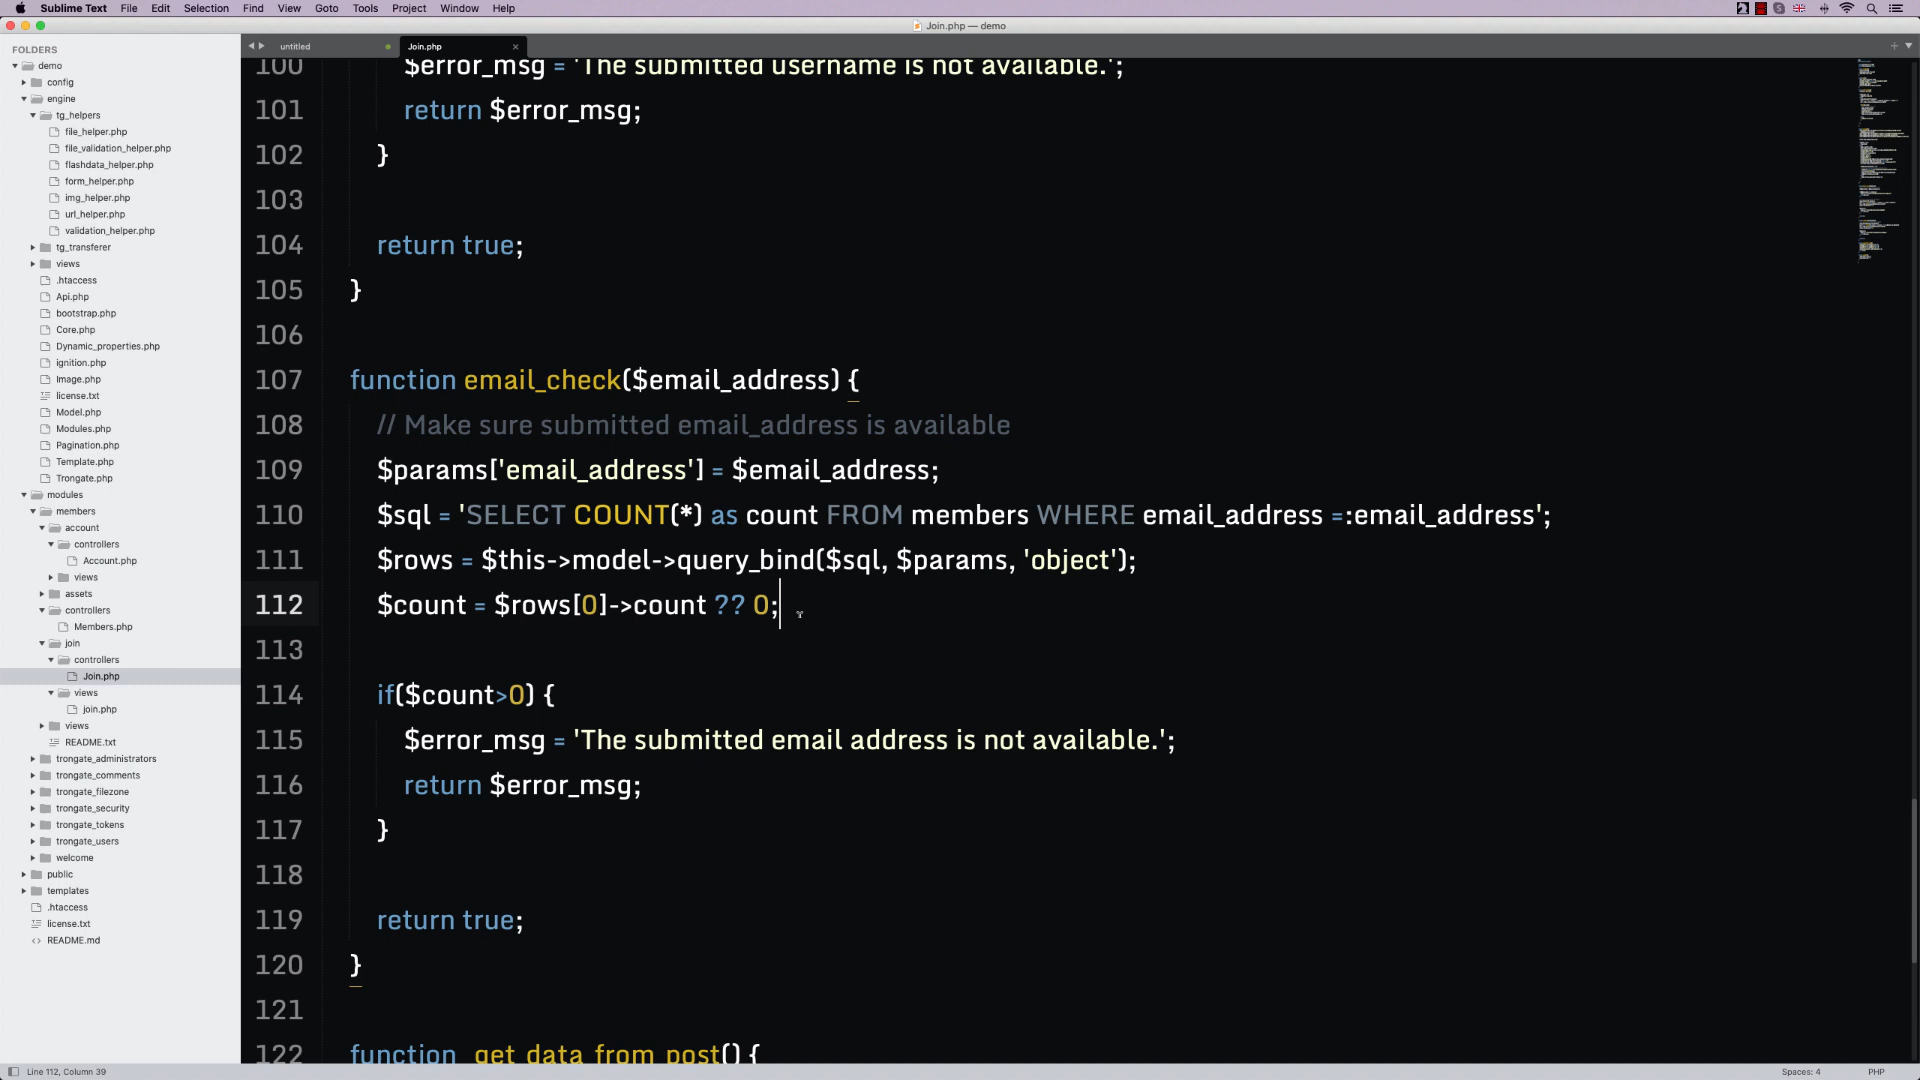 Sublime Text File Edit Selection Find View Goto Tools Project Window Help
Join.php — demo
FOLDERS
demo
config
engine
tg_helpers
file_helper.php
file_validation_helper.php
flashdata_helper.php
form_helper.php
img_helper.php
url_helper.php
validation_helper.php
tg_transferer
views
.htaccess
Api.php
bootstrap.php
Core.php
Dynamic_properties.php
ignition.php
Image.php
license.txt
Model.php
Modules.php
Pagination.php
Template.php
Trongate.php
modules
members
account
controllers
Account.php
views
assets
controllers
Members.php
join
controllers
Join.php
views
join.php
views
README.txt
trongate_administrators
trongate_comments
trongate_filezone
trongate_security
trongate_tokens
trongate_users
welcome
public
templates
.htaccess
license.txt
README.md
untitled Join.php
100 $error_msg = 'The submitted username is not available.';
101 return $error_msg;
102 }
103
104 return true;
105 }
106
107 function email_check($email_address) {
108 // Make sure submitted email_address is available
109 $params['email_address'] = $email_address;
110 $sql = 'SELECT COUNT(*) as count FROM members WHERE email_address =:email_address';
111 $rows = $this->model->query_bind($sql, $params, 'object');
112 $count = $rows[0]->count ?? 0;
113
114 if($count>0) {
115 $error_msg = 'The submitted email address is not available.';
116 return $error_msg;
117 }
118
119 return true;
120 }
121
122 function _get_data_from_post() {
Line 112, Column 39 Spaces: 4 PHP